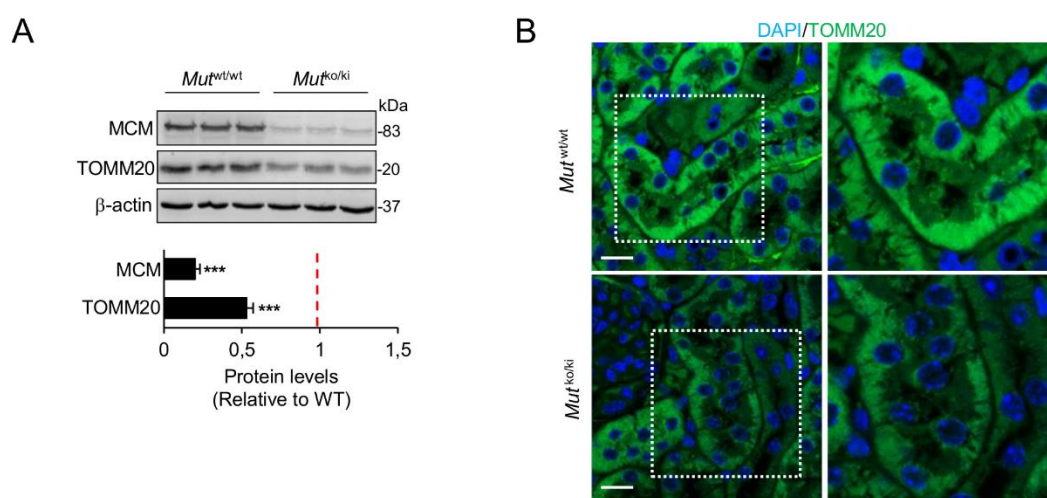 A
Mutwt/wt Mutko/ki
kDa
MCM -83
TOMM20 -20
β-actin -37
MCM ***
TOMM20 ***
0 0,5 1 1,5
Protein levels
(Relative to WT)
B
DAPI/TOMM20
Mutwt/wt
Mutko/ki